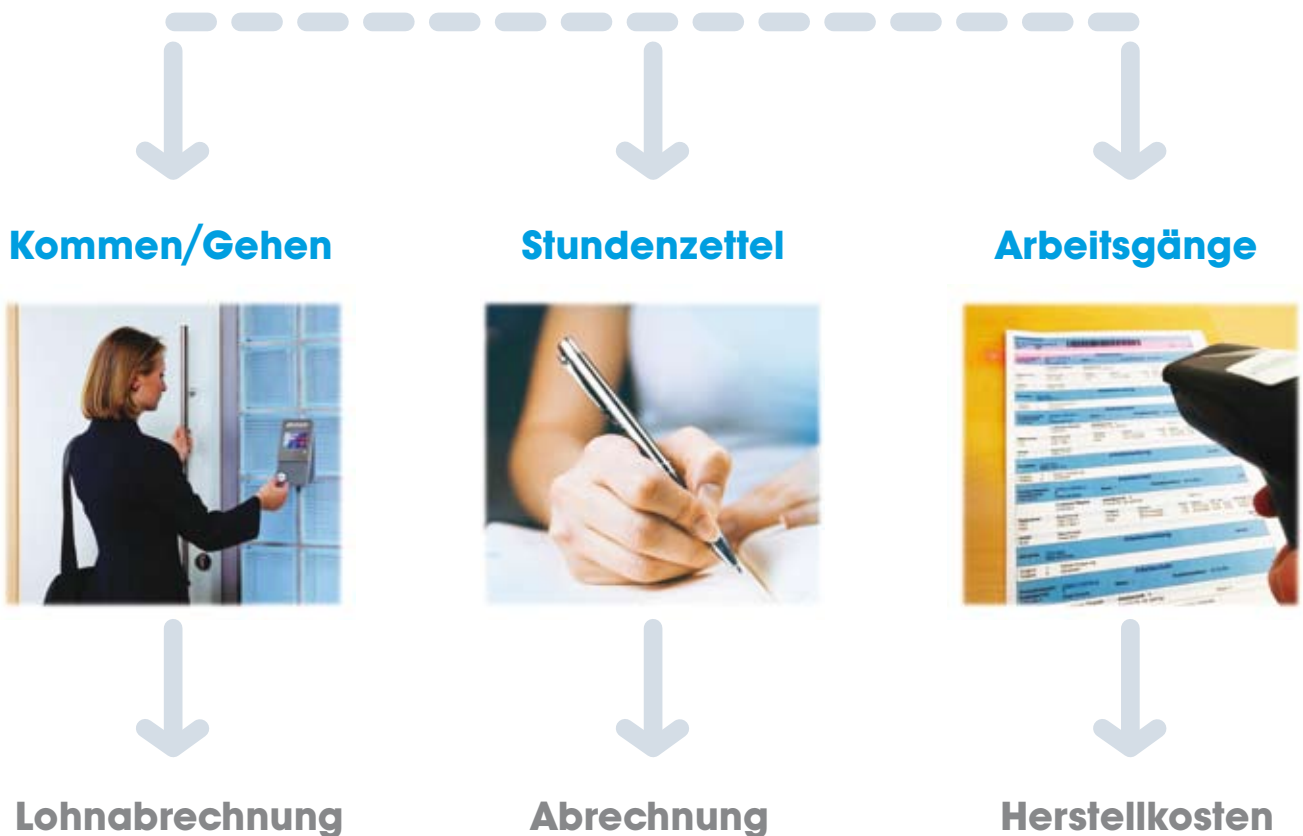 Kommen/Gehen
Stundenzettel
Arbeitsgänge
Lohnabrechnung
Abrechnung
Herstellkosten